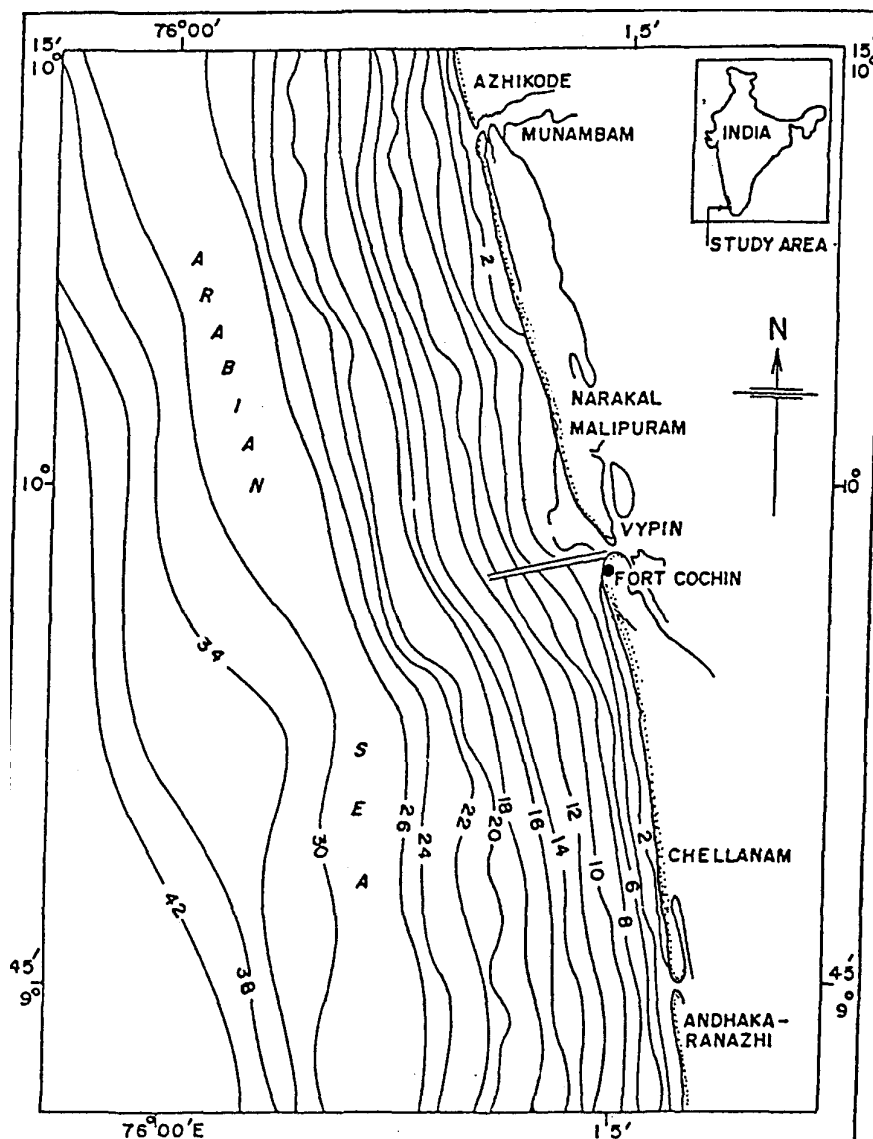 76°00′ 1,5′
15′ 15′
10° 10°
AZHIKODE
MUNAMBAM
INDIA
STUDY AREA
2
A
R
A
B
I
A
N
N
NARAKAL
MALIPURAM
10° 10°
VYPIN
FORT COCHIN
34
S
E
A
30
26
24
22
20
18
16
14
12
10
8
6
2
CHELLANAM
42
38
45′ 45′
9° 9°
ANDHAKA-
RANAZHI
76°00′E 15′